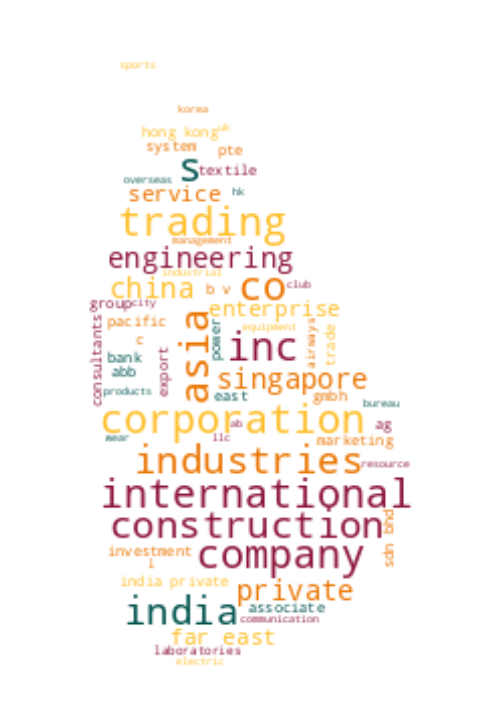 sports
korea
hong kong uk
system pte
s textile
overseas hk
service
trading
management
engineering
industrial
china b v co club
group city
enterprise
pacific
equipment
consultants
c
asia
power
inc
airways
trade
bank
export
abb
singapore
products
east gmbh
bureau
corporation
ab
ag
wear llc marketing
industries resource
international
construction
sdn bhd
investment company
l
india private private
india associate
communication
far east
laboratories
electric